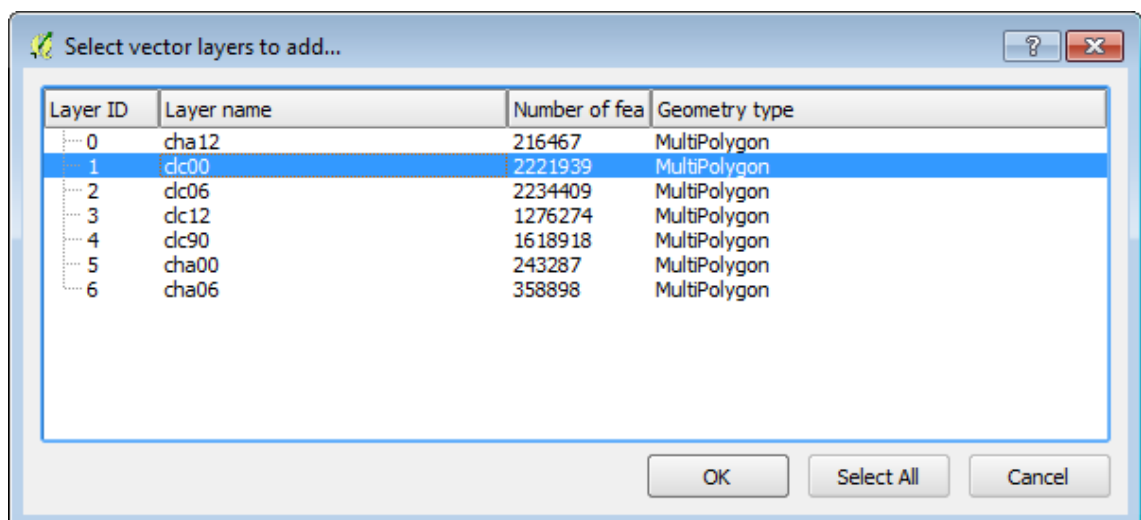 Select vector layers to add...
Layer ID Layer name Number of fea Geometry type
0 cha12 216467 MultiPolygon
1 clc00 2221939 MultiPolygon
2 clc06 2234409 MultiPolygon
3 clc12 1276274 MultiPolygon
4 clc90 1618918 MultiPolygon
5 cha00 243287 MultiPolygon
6 cha06 358898 MultiPolygon
OK Select All Cancel